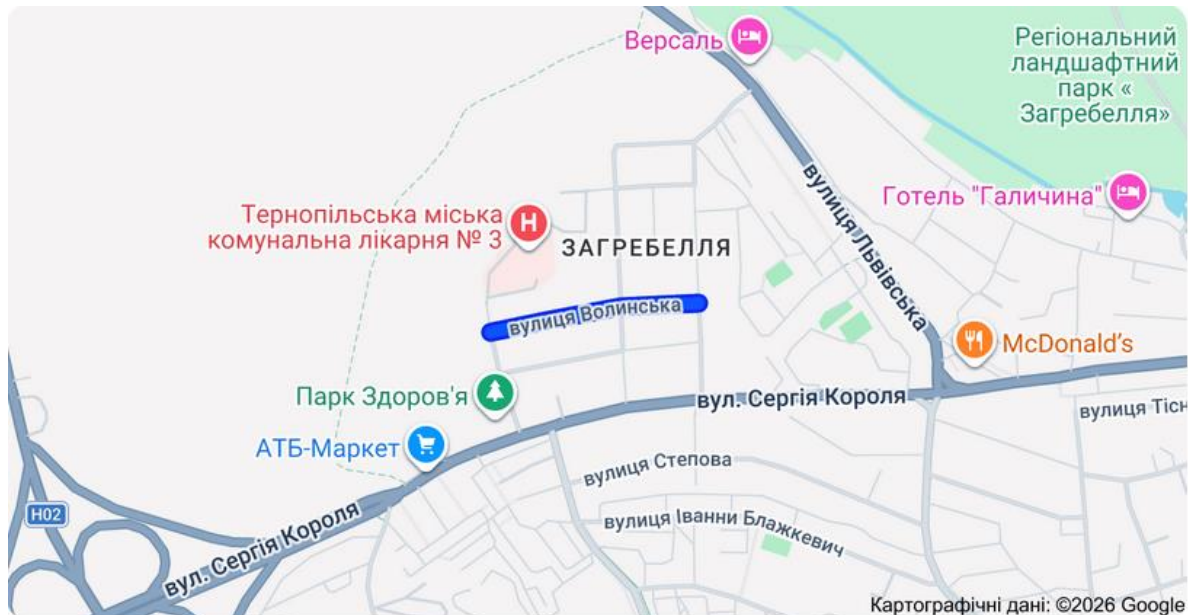 Версаль
Регіональний
ландшафтний
парк «
Загребелля»
вулиця Львівська
Готель "Галичина"
Тернопільська міська
комунальна лікарня № 3
H
ЗАГРЕБЕЛЛЯ
вулиця Волинська
McDonald’s
Парк Здоров'я
вул. Сергія Короля
вулиця Тісн
АТБ-Маркет
вулиця Степова
H02
вул. Сергія Короля
вулиця Іванни Блажкевич
Картографічні дані: ©2026 Google